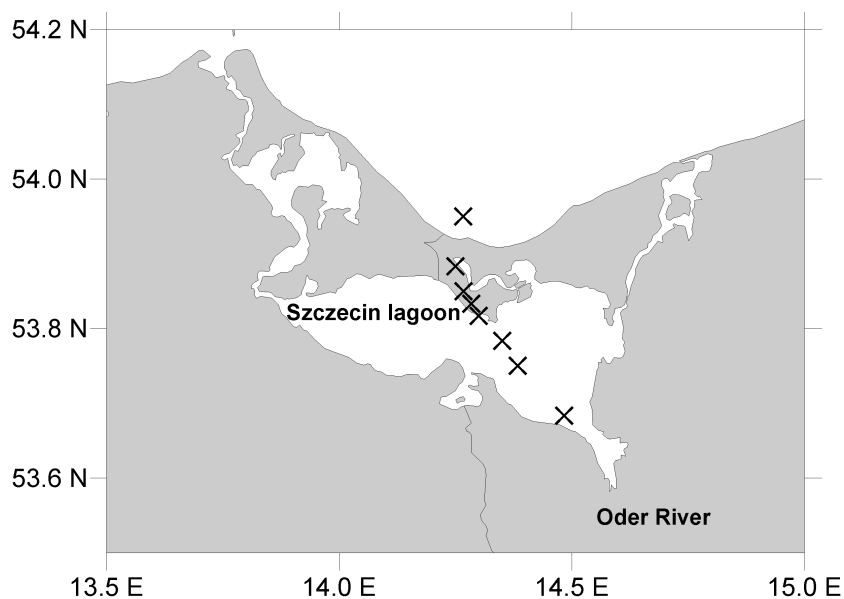 54.2 N
54.0 N
53.8 N
Szczecin lagoon
53.6 N
Oder River
13.5 E 14.0 E 14.5 E 15.0 E